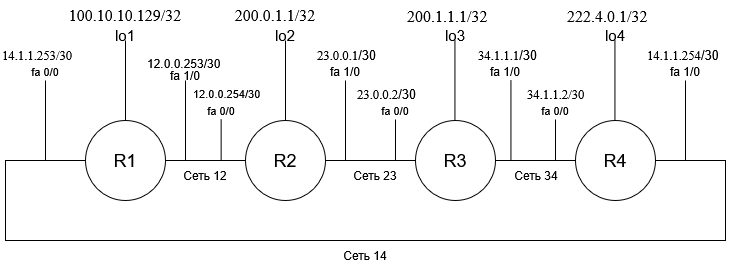 100.10.10.129/32
lo1
200.0.1.1/32
lo2
200.1.1.1/32
lo3
222.4.0.1/32
lo4
14.1.1.253/30
fa 0/0
12.0.0.253/30
fa 1/0
12.0.0.254/30
fa 0/0
23.0.0.1/30
fa 1/0
23.0.0.2/30
fa 0/0
34.1.1.1/30
fa 1/0
34.1.1.2/30
fa 0/0
14.1.1.254/30
fa 1/0
R1
Сеть 12
R2
Сеть 23
R3
Сеть 34
R4
Сеть 14